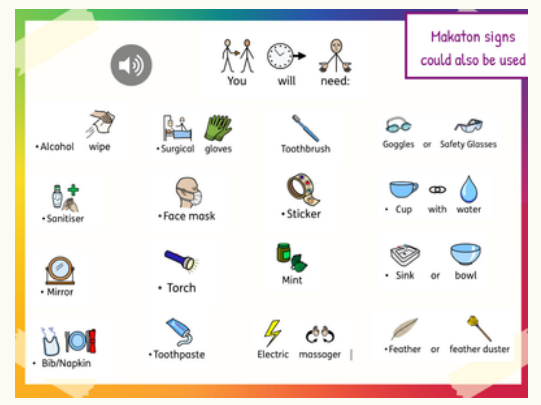 Makaton signs
could also be used
You will need:
• Alcohol wipe
• Surgical gloves
Toothbrush
Goggles or Safety Glasses
• Sanitiser
• Face mask
• Sticker
• Cup with water
• Mirror
• Torch
Mint
• Sink or bowl
• Bib/Napkin
• Toothpaste
Electric massager |
• Feather or feather duster